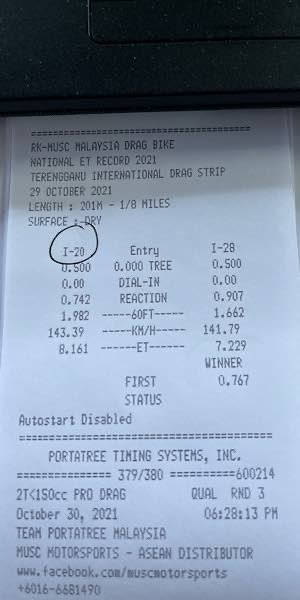 RK-MUSC MALAYSIA DRAG BIKE
NATIONAL ET RECORD 2021
TERENGGANU INTERNATIONAL DRAG STRIP
29 OCTOBER 2021
LENGTH : 201M - 1/8 MILES
SURFACE :-DRY
I-20 Entry I-28
0.500 0.000 TREE 0.500
0.00 DIAL-IN 0.00
0.742 REACTION 0.907
1.982 -----60FT----- 1.662
143.39 -----KM/H----- 141.79
8.161 ------ET------ 7.229
WINNER
FIRST 0.767
STATUS
Autostart Disabled
PORTATREE TIMING SYSTEMS, INC.
============== 379/380 ==========600214
2T<150cc PRO DRAG QUAL RND 3
October 30, 2021 06:28:13 PM
TEAM PORTATREE MALAYSIA
MUSC MOTORSPORTS - ASEAN DISTRIBUTOR
www.facebook.com/muscmotorsports
+6016-6681490